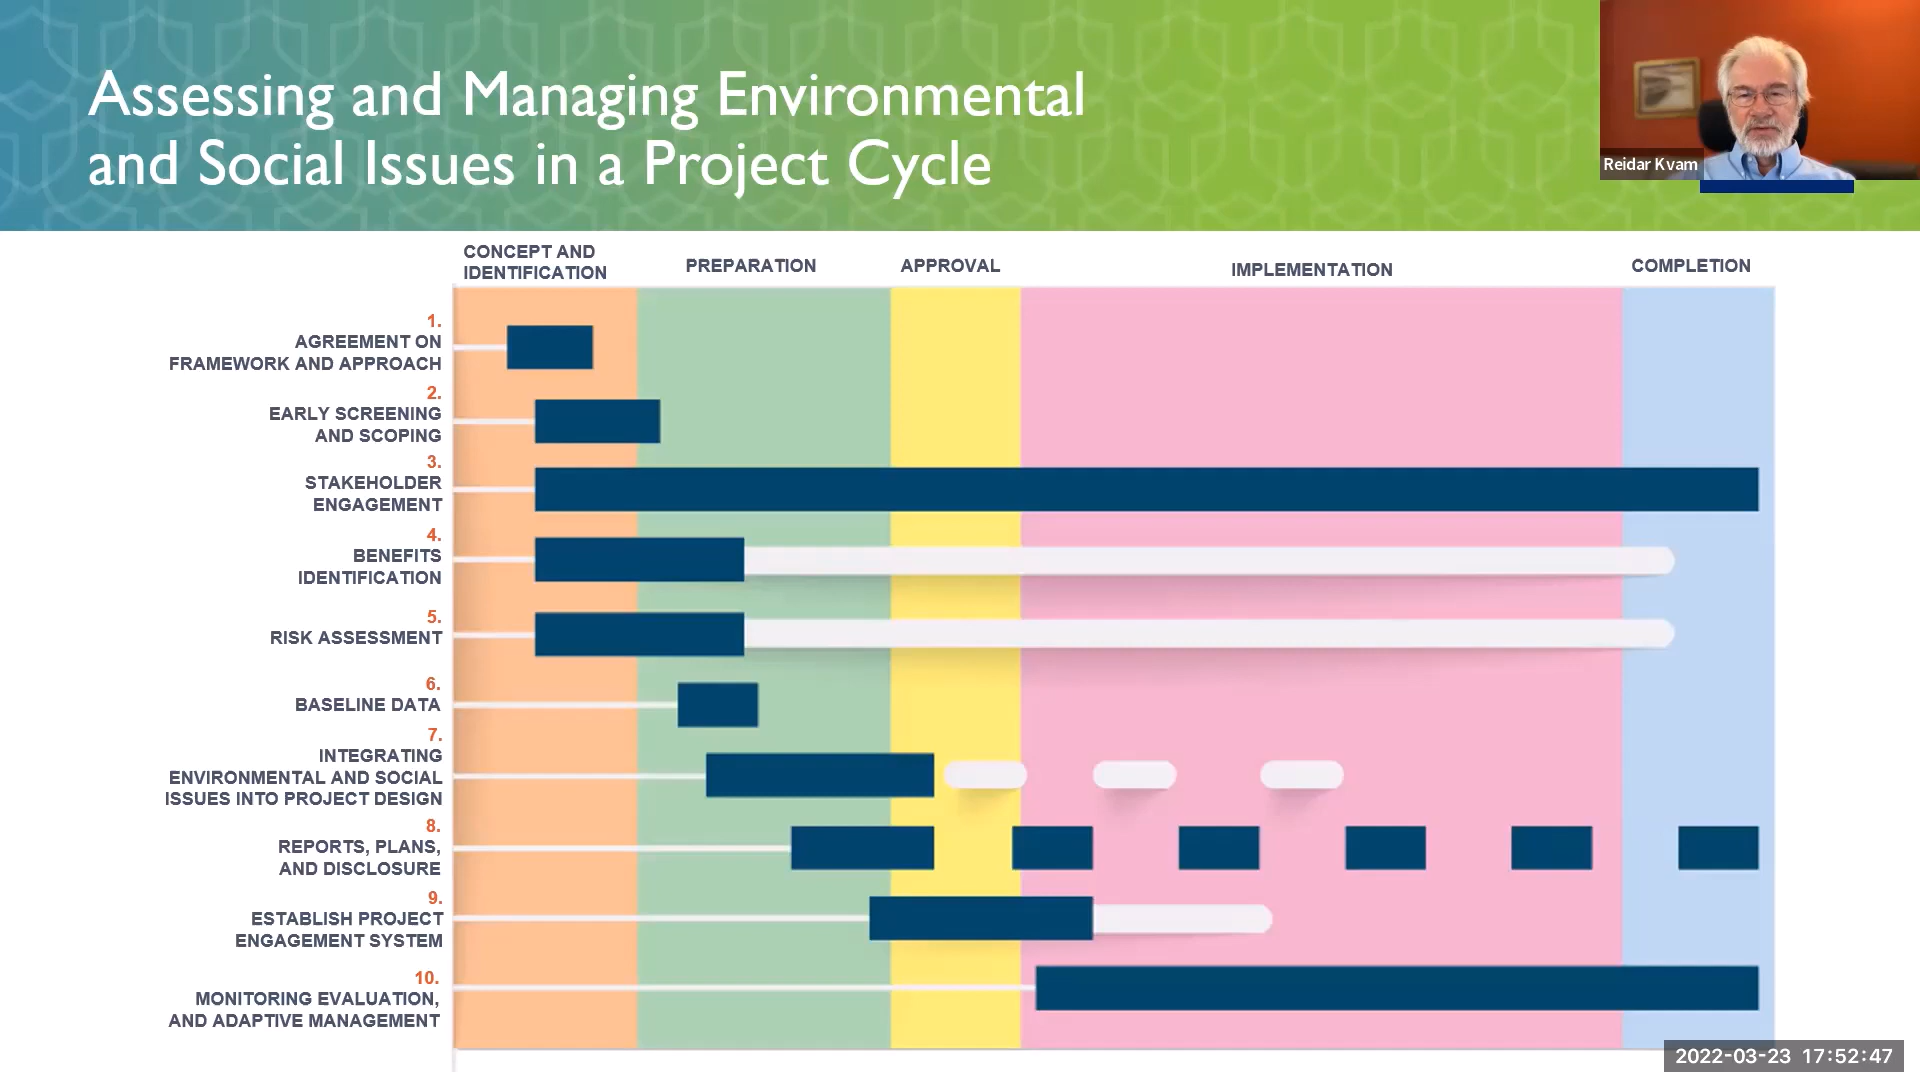 Assessing and Managing Environmental
and Social Issues in a Project Cycle
Reidar Kvam
CONCEPT AND
IDENTIFICATION
PREPARATION
APPROVAL
IMPLEMENTATION
COMPLETION
1.
AGREEMENT ON
FRAMEWORK AND APPROACH
2.
EARLY SCREENING
AND SCOPING
3.
STAKEHOLDER
ENGAGEMENT
4.
BENEFITS
IDENTIFICATION
5.
RISK ASSESSMENT
6.
BASELINE DATA
7.
INTEGRATING
ENVIRONMENTAL AND SOCIAL
ISSUES INTO PROJECT DESIGN
8.
REPORTS, PLANS,
AND DISCLOSURE
9.
ESTABLISH PROJECT
ENGAGEMENT SYSTEM
10.
MONITORING EVALUATION,
AND ADAPTIVE MANAGEMENT
2022-03-23 17:52:47